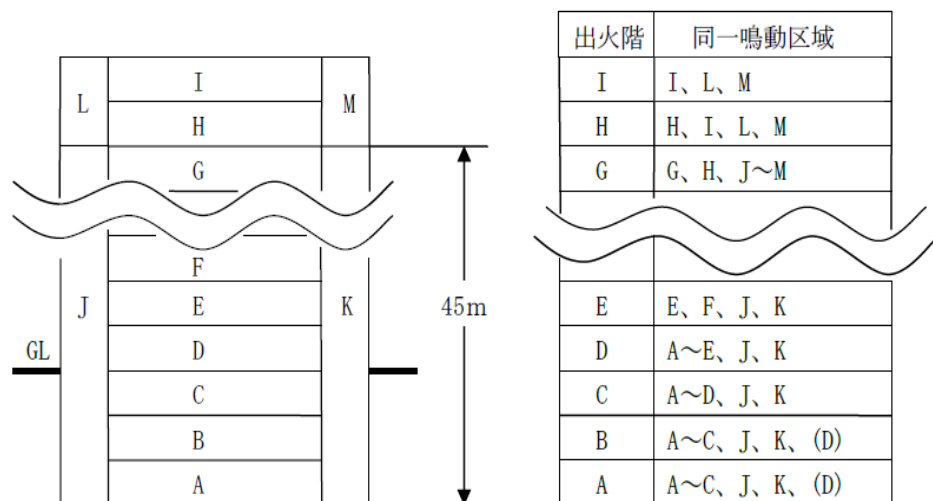 出火階 同一鳴動区域
I I、L、M
H H、I、L、M
G G、H、J～M
E E、F、J、K
D A～E、J、K
C A～D、J、K
B A～C、J、K、(D)
A A～C、J、K、(D)
L
I
M
H
G
F
J
E
K
45m
GL
D
C
B
A